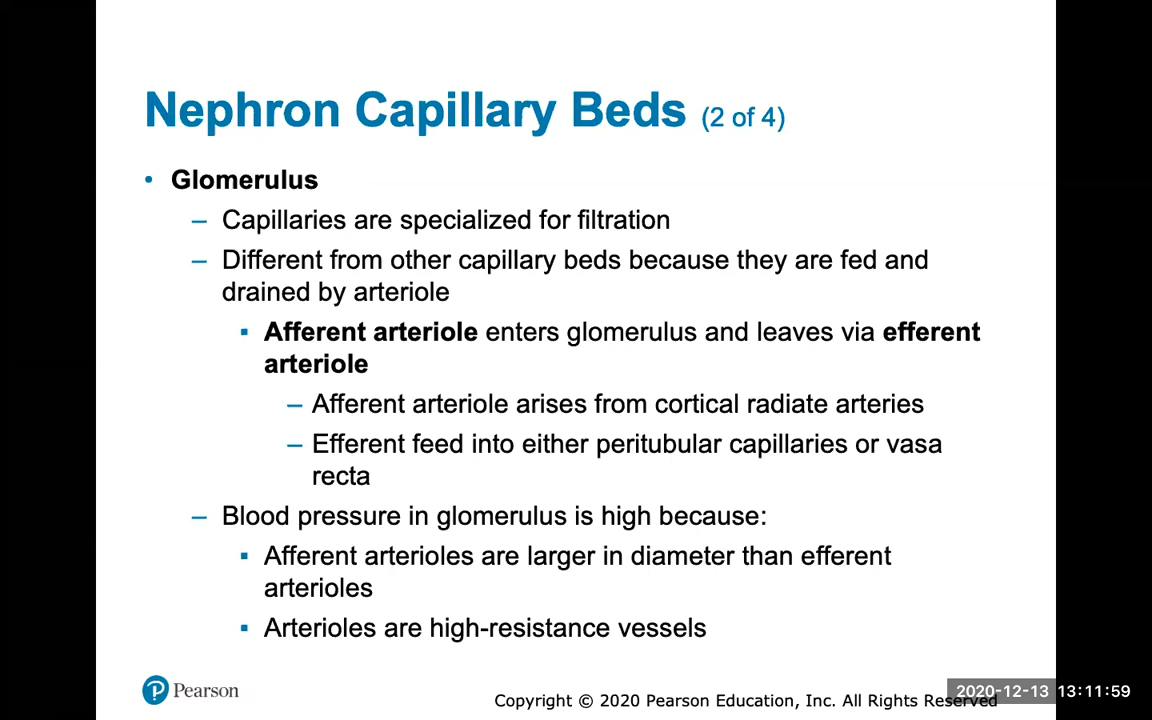 Nephron Capillary Beds (2 of 4)
• Glomerulus
– Capillaries are specialized for filtration
– Different from other capillary beds because they are fed and
drained by arteriole
▪ Afferent arteriole enters glomerulus and leaves via efferent
arteriole
– Afferent arteriole arises from cortical radiate arteries
– Efferent feed into either peritubular capillaries or vasa
recta
– Blood pressure in glomerulus is high because:
▪ Afferent arterioles are larger in diameter than efferent
arterioles
▪ Arterioles are high-resistance vessels
P Pearson
Copyright © 2020 Pearson Education, Inc. All Rights Reserved
2020-12-13 13:11:59